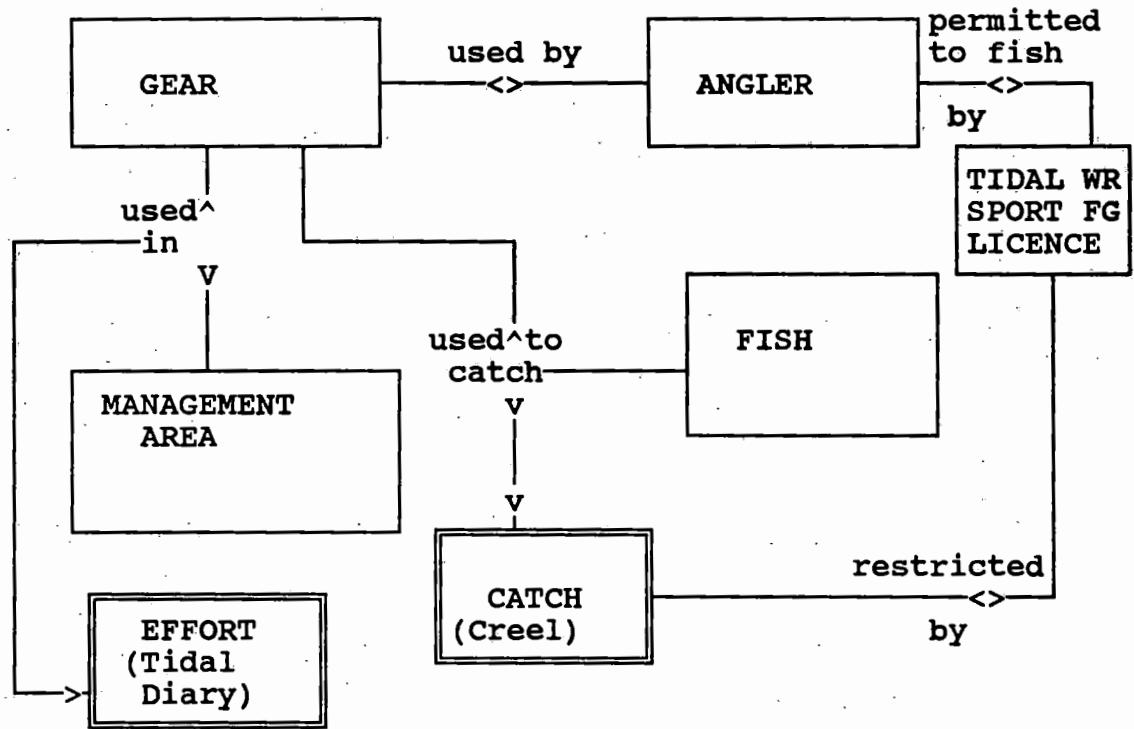 GEAR
used by
<>
ANGLER
permitted
to fish
<>
by
TIDAL WR
SPORT FG
LICENCE
used^
in
V
MANAGEMENT
AREA
used^to
catch
V
V
FISH
CATCH
(Creel)
restricted
<>
by
EFFORT
(Tidal
Diary)
>